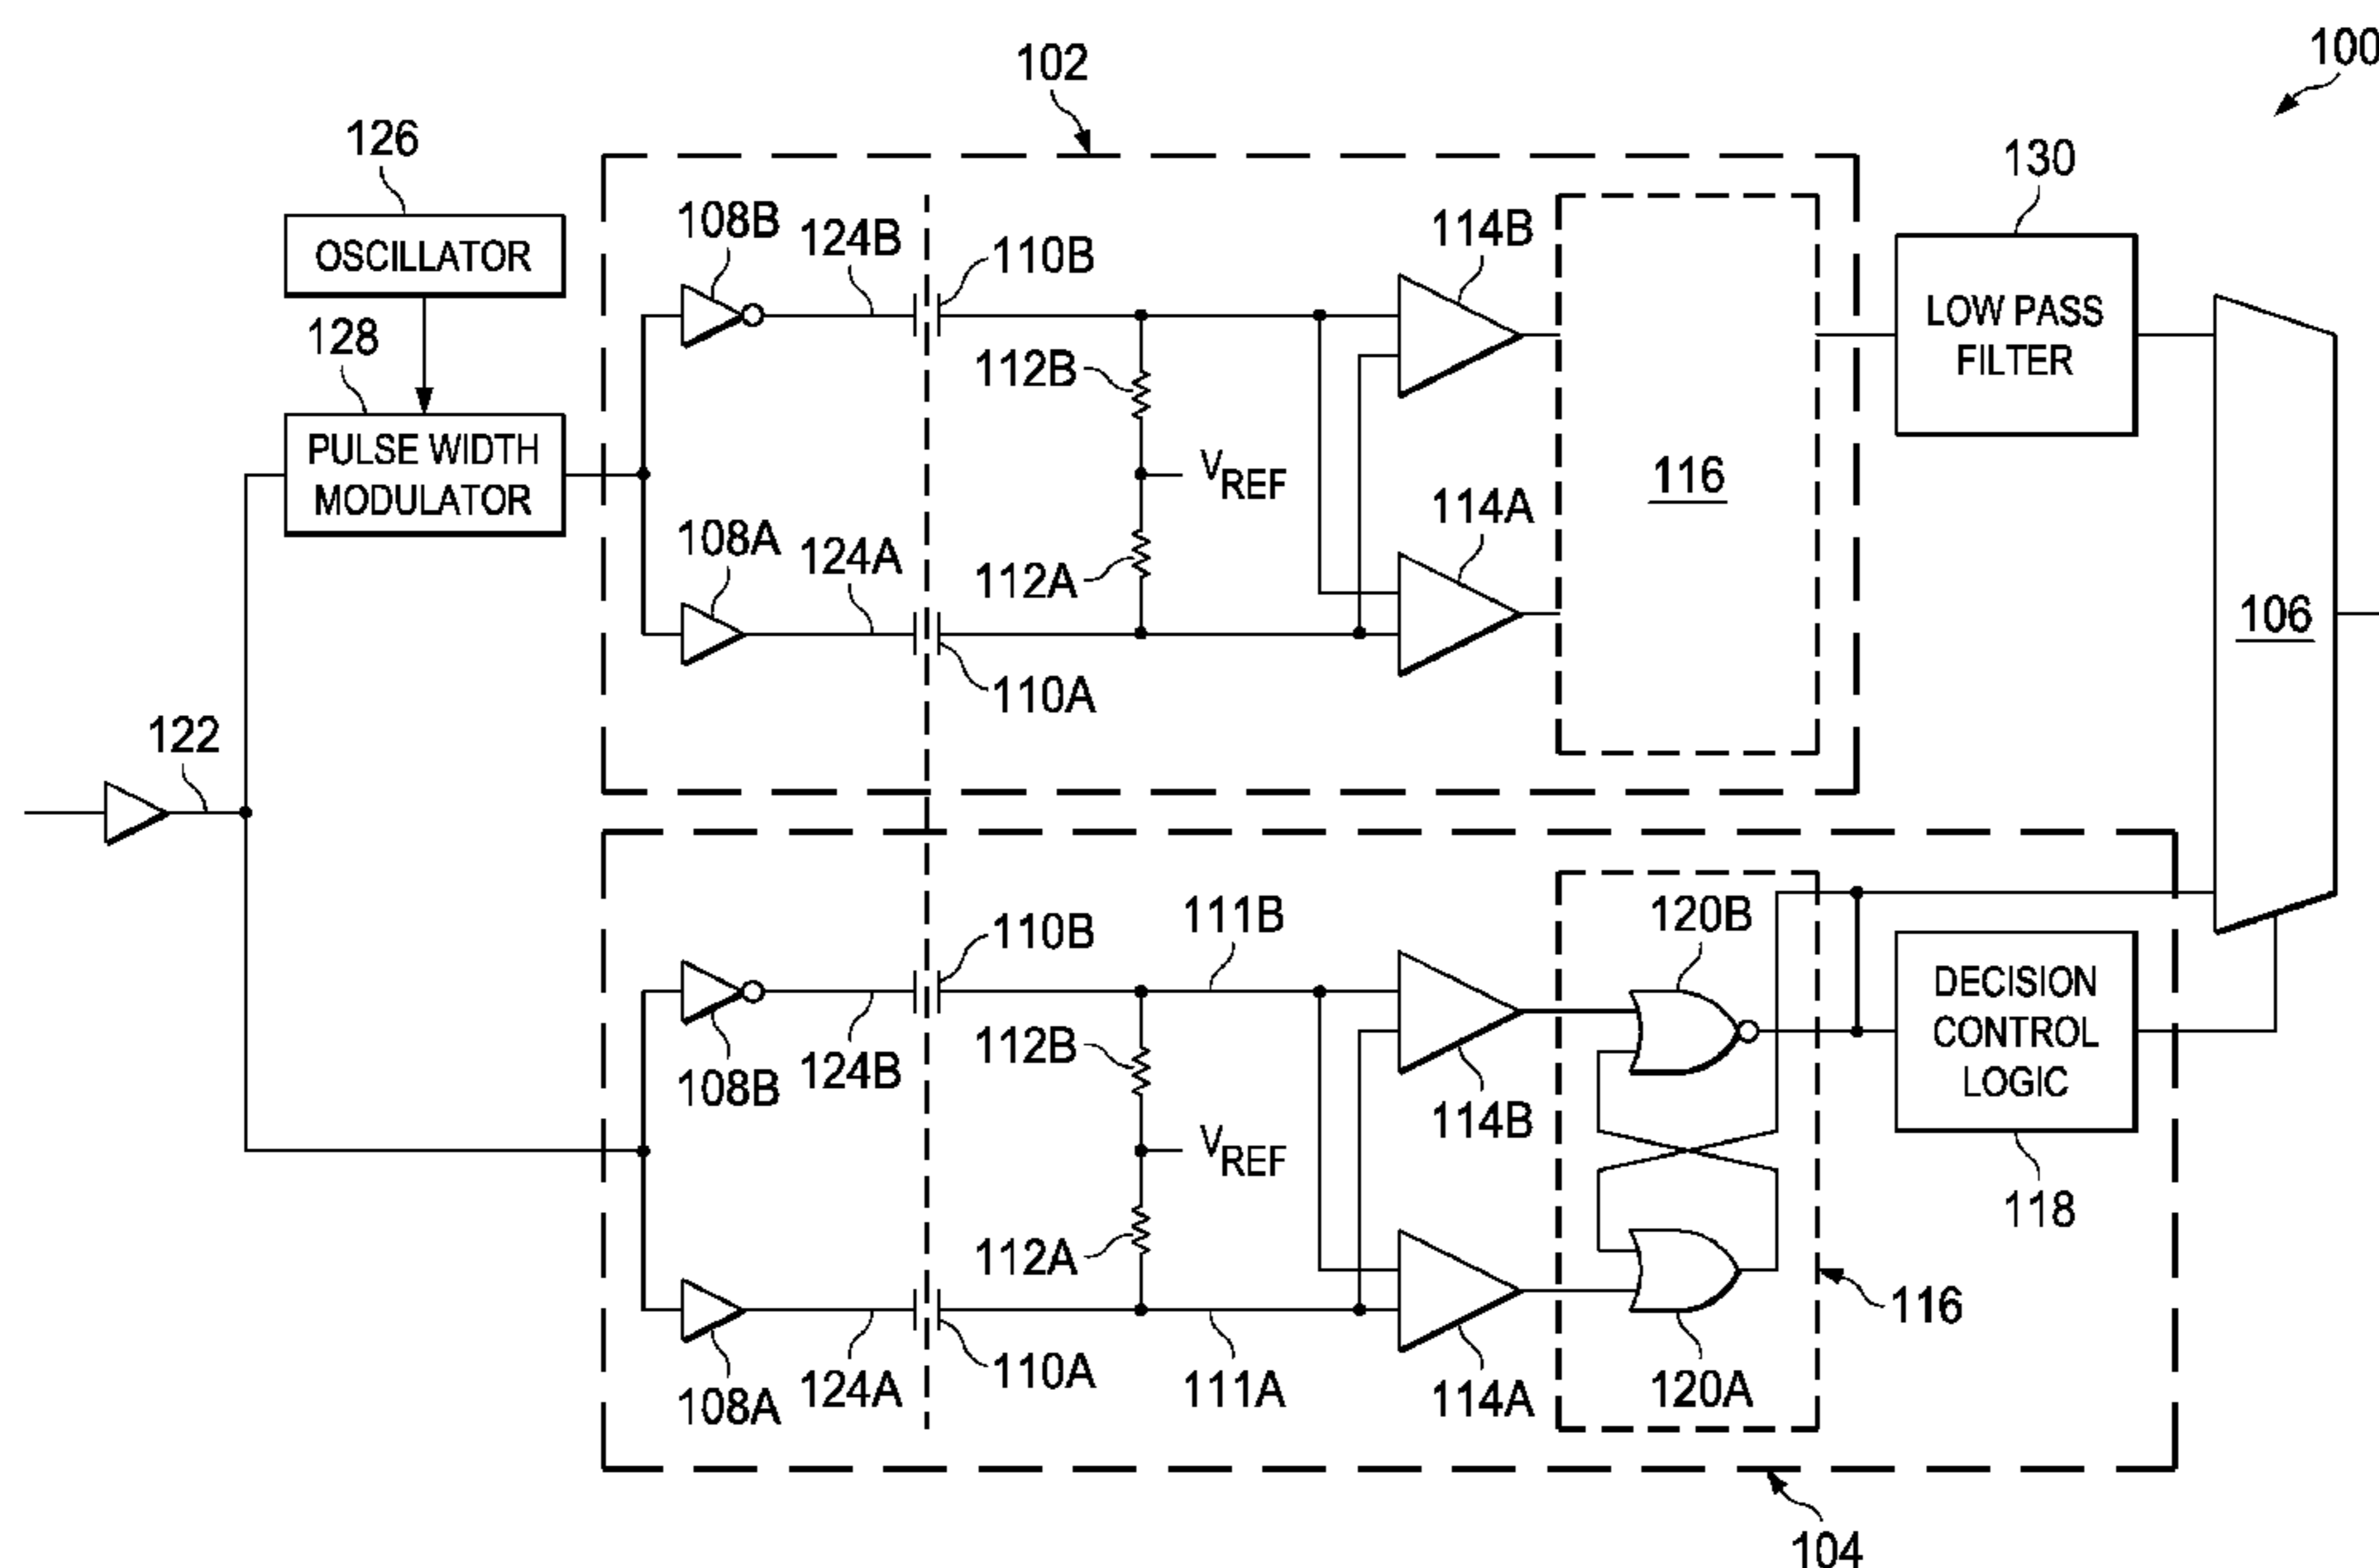 100
102
126
130
108B
124B
110B
114B
OSCILLATOR
LOW PASS
FILTER
128
112B
PULSE WIDTH
MODULATOR
VREF
116
108A
124A
114A
112A
106
110A
122
110B
111B
120B
DECISION
CONTROL
LOGIC
112B
108B
124B
114B
VREF
118
112A
116
110A
108A
124A
111A
114A
120A
104